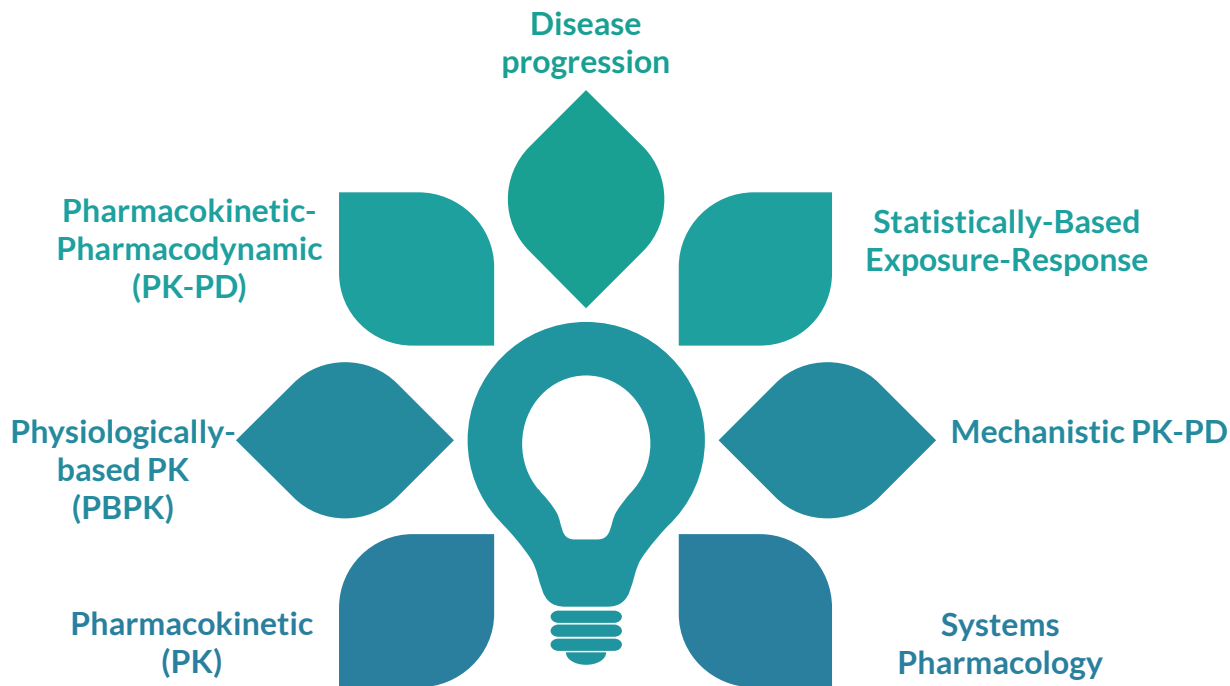 Disease
progression
Pharmacokinetic-
Pharmacodynamic
(PK-PD)
Statistically-Based
Exposure-Response
Physiologically-
based PK
(PBPK)
Mechanistic PK-PD
Pharmacokinetic
(PK)
Systems
Pharmacology